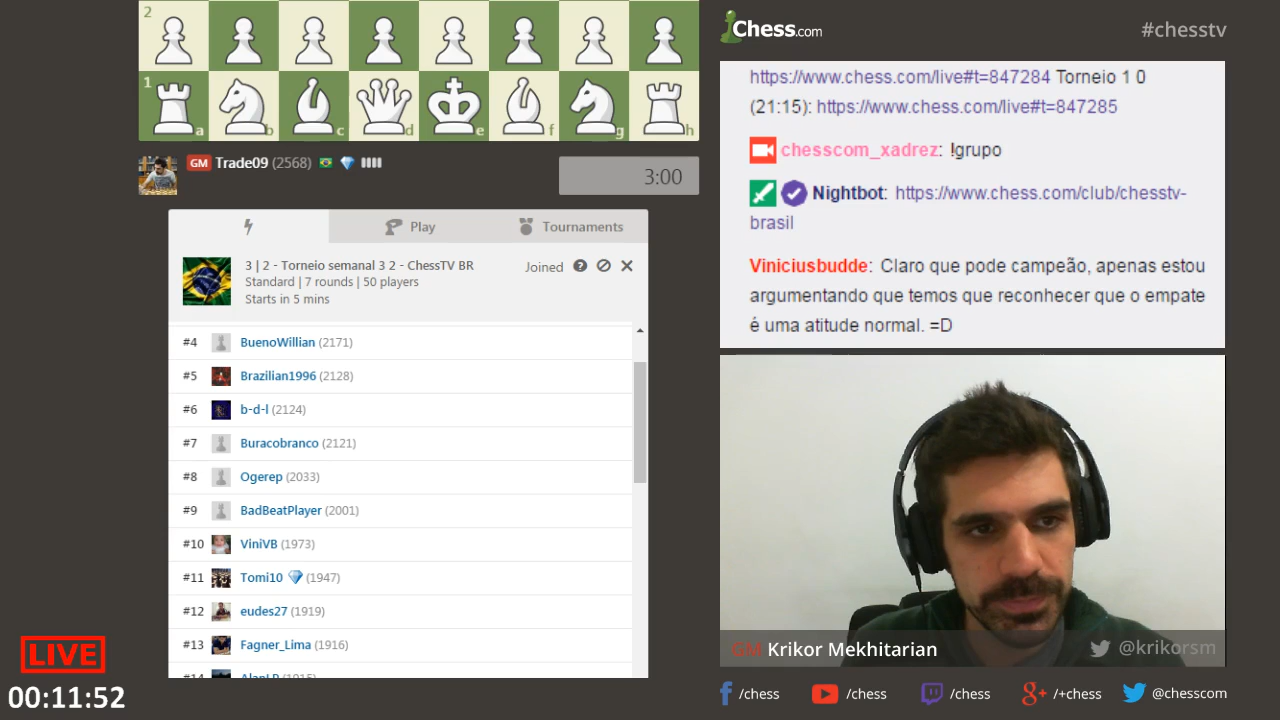 2
1
a b c d e f g h
GM Trade09 (2568)
3:00
Play
Tournaments
3 | 2 - Torneio semanal 3 2 - ChessTV BR
Standard | 7 rounds | 50 players
Starts in 5 mins
Joined
#4 BuenoWillian (2171)
#5 Brazilian1996 (2128)
#6 b-d-l (2124)
#7 Buracobranco (2121)
#8 Ogerep (2033)
#9 BadBeatPlayer (2001)
#10 ViniVB (1973)
#11 Tomi10 (1947)
#12 eudes27 (1919)
#13 Fagner_Lima (1916)
LIVE
00:11:52
Chess.com
#chesstv
https://www.chess.com/live#t=847284 Torneio 1 0
(21:15): https://www.chess.com/live#t=847285
chesscom_xadrez: !grupo
Nightbot: https://www.chess.com/club/chesstv-
brasil
Viniciusbudde: Claro que pode campeão, apenas estou
argumentando que temos que reconhecer que o empate
é uma atitude normal. =D
GM Krikor Mekhitarian
@krikorsm
/chess
/chess
/chess
/+chess
@chesscom